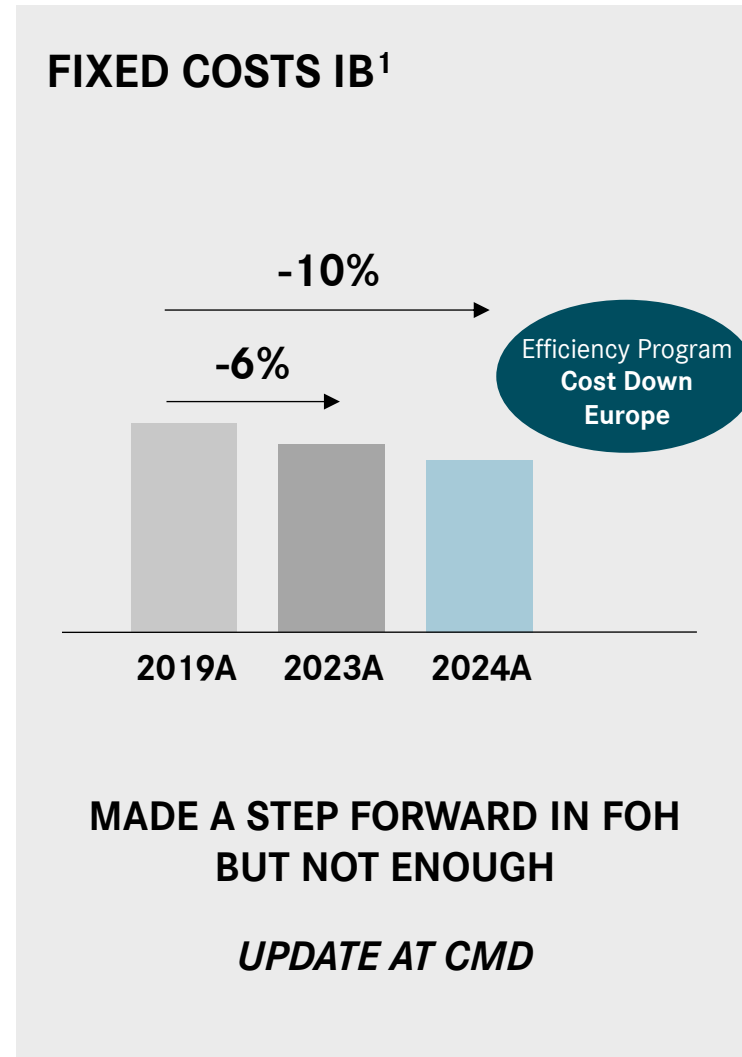 FIXED COSTS IB¹
-10%
-6%
Efficiency Program
Cost Down
Europe
2019A 2023A 2024A
MADE A STEP FORWARD IN FOH
BUT NOT ENOUGH
UPDATE AT CMD